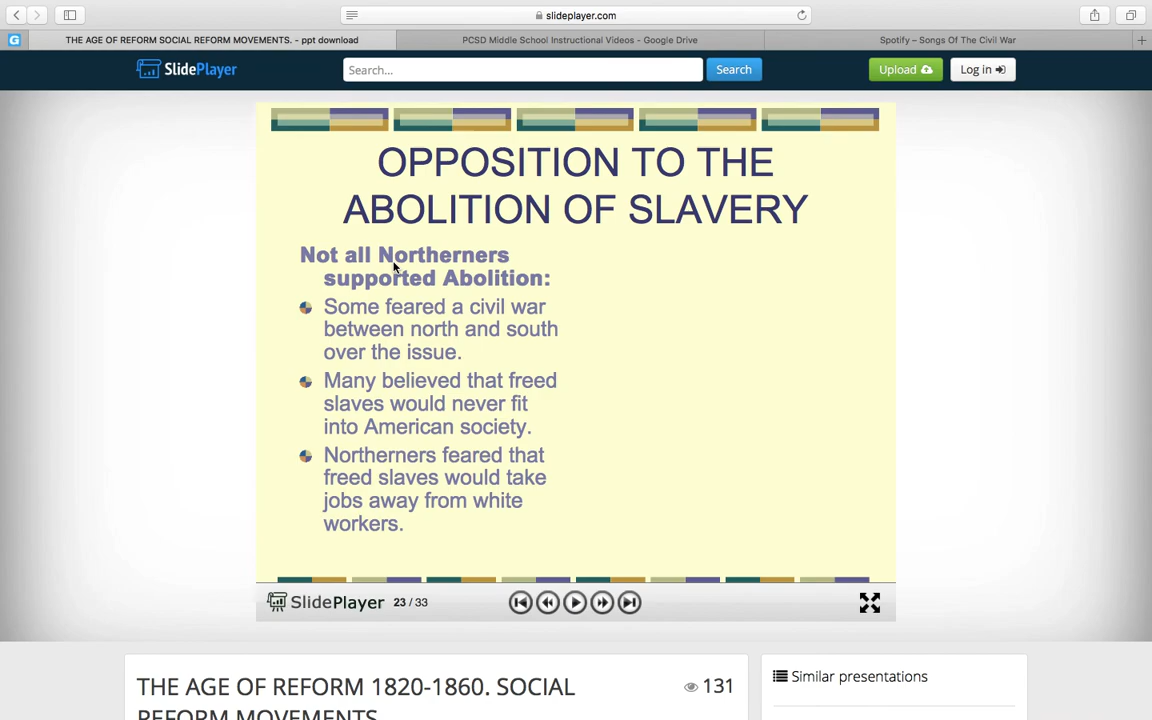 slideplayer.com
THE AGE OF REFORM SOCIAL REFORM MOVEMENTS. - ppt download
PCSD Middle School Instructional Videos - Google Drive
Spotify – Songs Of The Civil War
G
SlidePlayer
Search...
Search
Upload
Log in
OPPOSITION TO THE
ABOLITION OF SLAVERY
Not all Northerners
supported Abolition:
Some feared a civil war
between north and south
over the issue.
Many believed that freed
slaves would never fit
into American society.
Northerners feared that
freed slaves would take
jobs away from white
workers.
SlidePlayer
23 / 33
THE AGE OF REFORM 1820-1860. SOCIAL
REFORM MOVEMENTS
131
Similar presentations